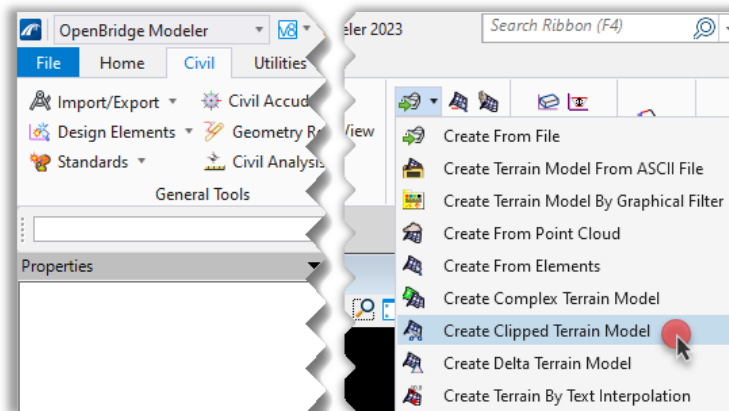 OpenBridge Modeler
V8
eler 2023
Search Ribbon (F4)
File Home Civil Utilities
Import/Export Civil Accud
Design Elements Geometry R View
Standards Civil Analysis
General Tools
Properties
Create From File
Create Terrain Model From ASCII File
Create Terrain Model By Graphical Filter
Create From Point Cloud
Create From Elements
Create Complex Terrain Model
Create Clipped Terrain Model
Create Delta Terrain Model
Create Terrain By Text Interpolation